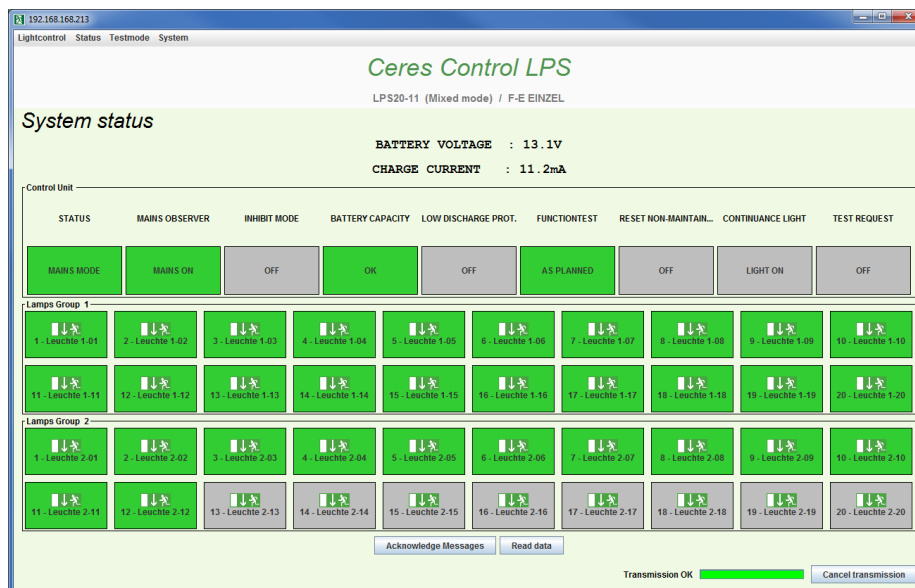 192.168.168.213
Lightcontrol Status Testmode System
Ceres Control LPS
LPS20-11 (Mixed mode) / F-E EINZEL
System status
BATTERY VOLTAGE : 13.1V
CHARGE CURRENT : 11.2mA
Control Unit
STATUS MAINS OBSERVER INHIBIT MODE BATTERY CAPACITY LOW DISCHARGE PROT. FUNCTIONTEST RESET NON-MAINTAIN... CONTINUANCE LIGHT TEST REQUEST
MAINS MODE MAINS ON OFF OK OFF AS PLANNED OFF LIGHT ON OFF
Lamps Group 1
1 - Leuchte 1-01 2 - Leuchte 1-02 3 - Leuchte 1-03 4 - Leuchte 1-04 5 - Leuchte 1-05 6 - Leuchte 1-06 7 - Leuchte 1-07 8 - Leuchte 1-08 9 - Leuchte 1-09 10 - Leuchte 1-10
11 - Leuchte 1-11 12 - Leuchte 1-12 13 - Leuchte 1-13 14 - Leuchte 1-14 15 - Leuchte 1-15 16 - Leuchte 1-16 17 - Leuchte 1-17 18 - Leuchte 1-18 19 - Leuchte 1-19 20 - Leuchte 1-20
Lamps Group 2
1 - Leuchte 2-01 2 - Leuchte 2-02 3 - Leuchte 2-03 4 - Leuchte 2-04 5 - Leuchte 2-05 6 - Leuchte 2-06 7 - Leuchte 2-07 8 - Leuchte 2-08 9 - Leuchte 2-09 10 - Leuchte 2-10
11 - Leuchte 2-11 12 - Leuchte 2-12 13 - Leuchte 2-13 14 - Leuchte 2-14 15 - Leuchte 2-15 16 - Leuchte 2-16 17 - Leuchte 2-17 18 - Leuchte 2-18 19 - Leuchte 2-19 20 - Leuchte 2-20
Acknowledge Messages Read data
Transmission OK Cancel transmission